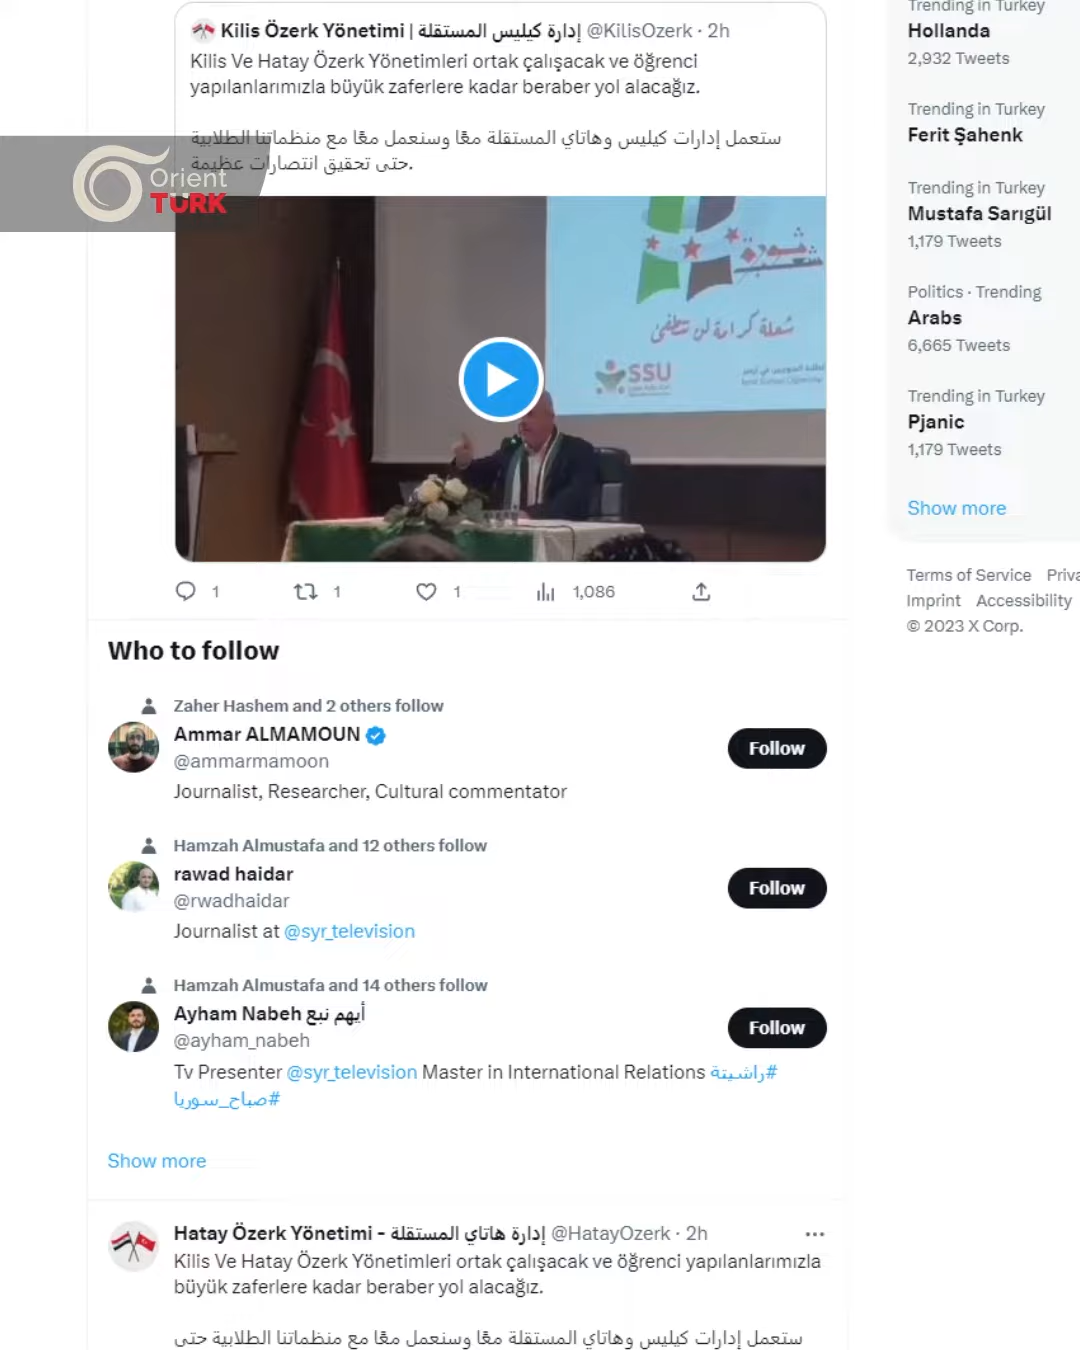 Kilis Özerk Yönetimi | إدارة كيليس المستقلة @KilisOzerk · 2h
Kilis Ve Hatay Özerk Yönetimleri ortak çalışacak ve öğrenci
yapılanlarımızla büyük zaferlere kadar beraber yol alacağız.
ستعمل إدارات كيليس وهاتاي المستقلة معًا وسنعمل معًا مع منظماتنا الطلابية
حتى تحقيق انتصارات عظيمة.
Orient
TURK
ثورة
شعب
شعلة كرامة لن تنطفئ
SSU
1
1
1
1,086
Who to follow
Zaher Hashem and 2 others follow
Ammar ALMAMOUN
@ammarmamoon
Journalist, Researcher, Cultural commentator
Follow
Hamzah Almustafa and 12 others follow
rawad haidar
@rwadhaidar
Journalist at @syr_television
Follow
Hamzah Almustafa and 14 others follow
Ayham Nabeh أيهم نبع
@ayham_nabeh
Tv Presenter @syr_television Master in International Relations #راشيتة
#صباح_سوريا
Follow
Show more
Hatay Özerk Yönetimi - إدارة هاتاي المستقلة @HatayOzerk · 2h
Kilis Ve Hatay Özerk Yönetimleri ortak çalışacak ve öğrenci yapılanlarımızla
büyük zaferlere kadar beraber yol alacağız.
ستعمل إدارات كيليس وهاتاي المستقلة معًا وسنعمل معًا مع منظماتنا الطلابية حتى
Trending in Turkey
Hollanda
2,932 Tweets
Trending in Turkey
Ferit Şahenk
Trending in Turkey
Mustafa Sarıgül
1,179 Tweets
Politics · Trending
Arabs
6,665 Tweets
Trending in Turkey
Pjanic
1,179 Tweets
Show more
Terms of Service Priva
Imprint Accessibility
© 2023 X Corp.